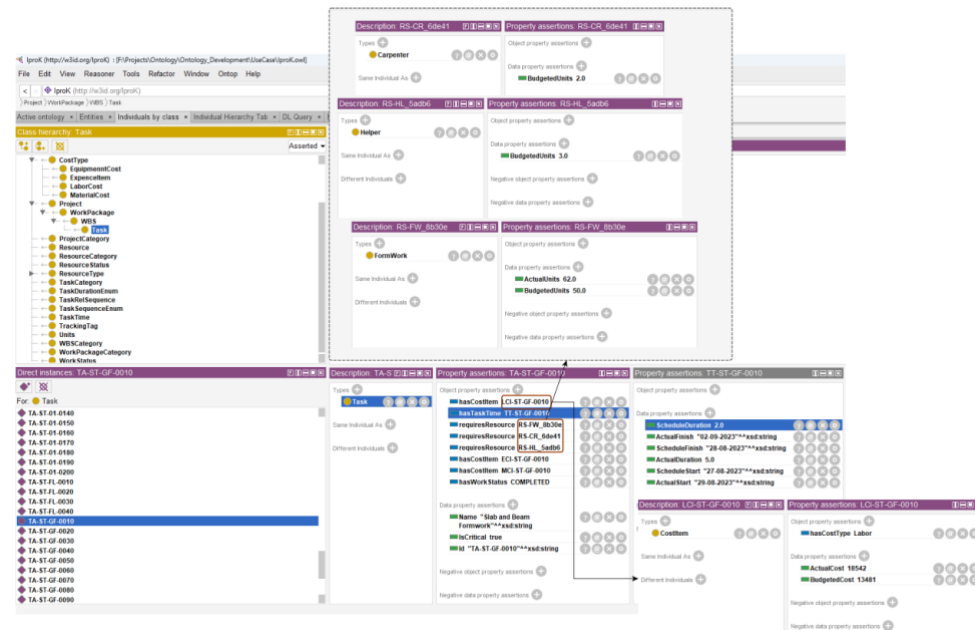 Description: RS-CR_6de41
Property assertions: RS-CR_6de41
Types
Carpenter
Same Individual As
Object property assertions
Data property assertions
BudgetedUnits 2.0
Description: RS-HL_5adb6
Property assertions: RS-HL_5adb6
Types
Helper
Same Individual As
Different Individuals
Object property assertions
Data property assertions
BudgetedUnits 3.0
Negative object property assertions
Negative data property assertions
Description: RS-FW_8b30e
Property assertions: RS-FW_8b30e
Types
FormWork
Same Individual As
Different Individuals
Object property assertions
Data property assertions
ActualUnits 62.0
BudgetedUnits 50.0
Negative object property assertions
Negative data property assertions
IproK (http://w3id.org/IproK) : [F:\Projects\Ontology\Ontology_Development\UseCase\IproK.owl]
File Edit View Reasoner Tools Refactor Window Ontop Help
IproK (http://w3id.org/IproK)
Project WorkPackage WBS Task
Active ontology Entities Individuals by class Individual Hierarchy Tab DL Query
Class hierarchy: Task
Asserted
CostType
EquipmenntCost
ExpenceItem
LaborCost
MaterialCost
Project
WorkPackage
WBS
Task
ProjectCategory
Resource
ResourceCategory
ResourceStatus
ResourceType
TaskCategory
TaskDurationEnum
TaskRelSequence
TaskSequenceEnum
TaskTime
TrackingTag
Units
WBSCategory
WorkPackageCategory
WorkStatus
Direct instances: TA-ST-GF-0010
For: Task
TA-ST-01-0140
TA-ST-01-0150
TA-ST-01-0160
TA-ST-01-0170
TA-ST-01-0180
TA-ST-01-0190
TA-ST-01-0200
TA-ST-FL-0010
TA-ST-FL-0020
TA-ST-FL-0030
TA-ST-FL-0040
TA-ST-GF-0010
TA-ST-GF-0020
TA-ST-GF-0030
TA-ST-GF-0040
TA-ST-GF-0050
TA-ST-GF-0060
TA-ST-GF-0070
TA-ST-GF-0080
TA-ST-GF-0090
Description: TA-S
Types
Task
Same Individual As
Different Individuals
Property assertions: TA-ST-GF-0010
Object property assertions
hasCostItem LCI-ST-GF-0010
hasTaskTime TT-ST-GF-0010
requiresResource RS-FW_8b30e
requiresResource RS-CR_6de41
requiresResource RS-HL_5adb6
hasCostItem ECI-ST-GF-0010
hasCostItem MCI-ST-GF-0010
hasWorkStatus COMPLETED
Data property assertions
Name "Slab and Beam
Formwork"^^xsd:string
IsCritical true
Id "TA-ST-GF-0010"^^xsd:string
Negative object property assertions
Negative data property assertions
Property assertions: TT-ST-GF-0010
Object property assertions
Data property assertions
ScheduleDuration 2.0
ActualFinish "02-09-2023"^^xsd:string
ScheduleFinish "28-08-2023"^^xsd:string
ActualDuration 5.0
ScheduleStart "27-08-2023"^^xsd:string
ActualStart "29-08-2023"^^xsd:string
Description: LCI-ST-GF-0010
Types
CostItem
Same Individual As
Different Individuals
Property assertions: LCI-ST-GF-0010
Object property assertions
hasCostType Labor
Data property assertions
ActualCost 18542
BudgetedCost 13481
Negative object property assertions
Negative data property assertions